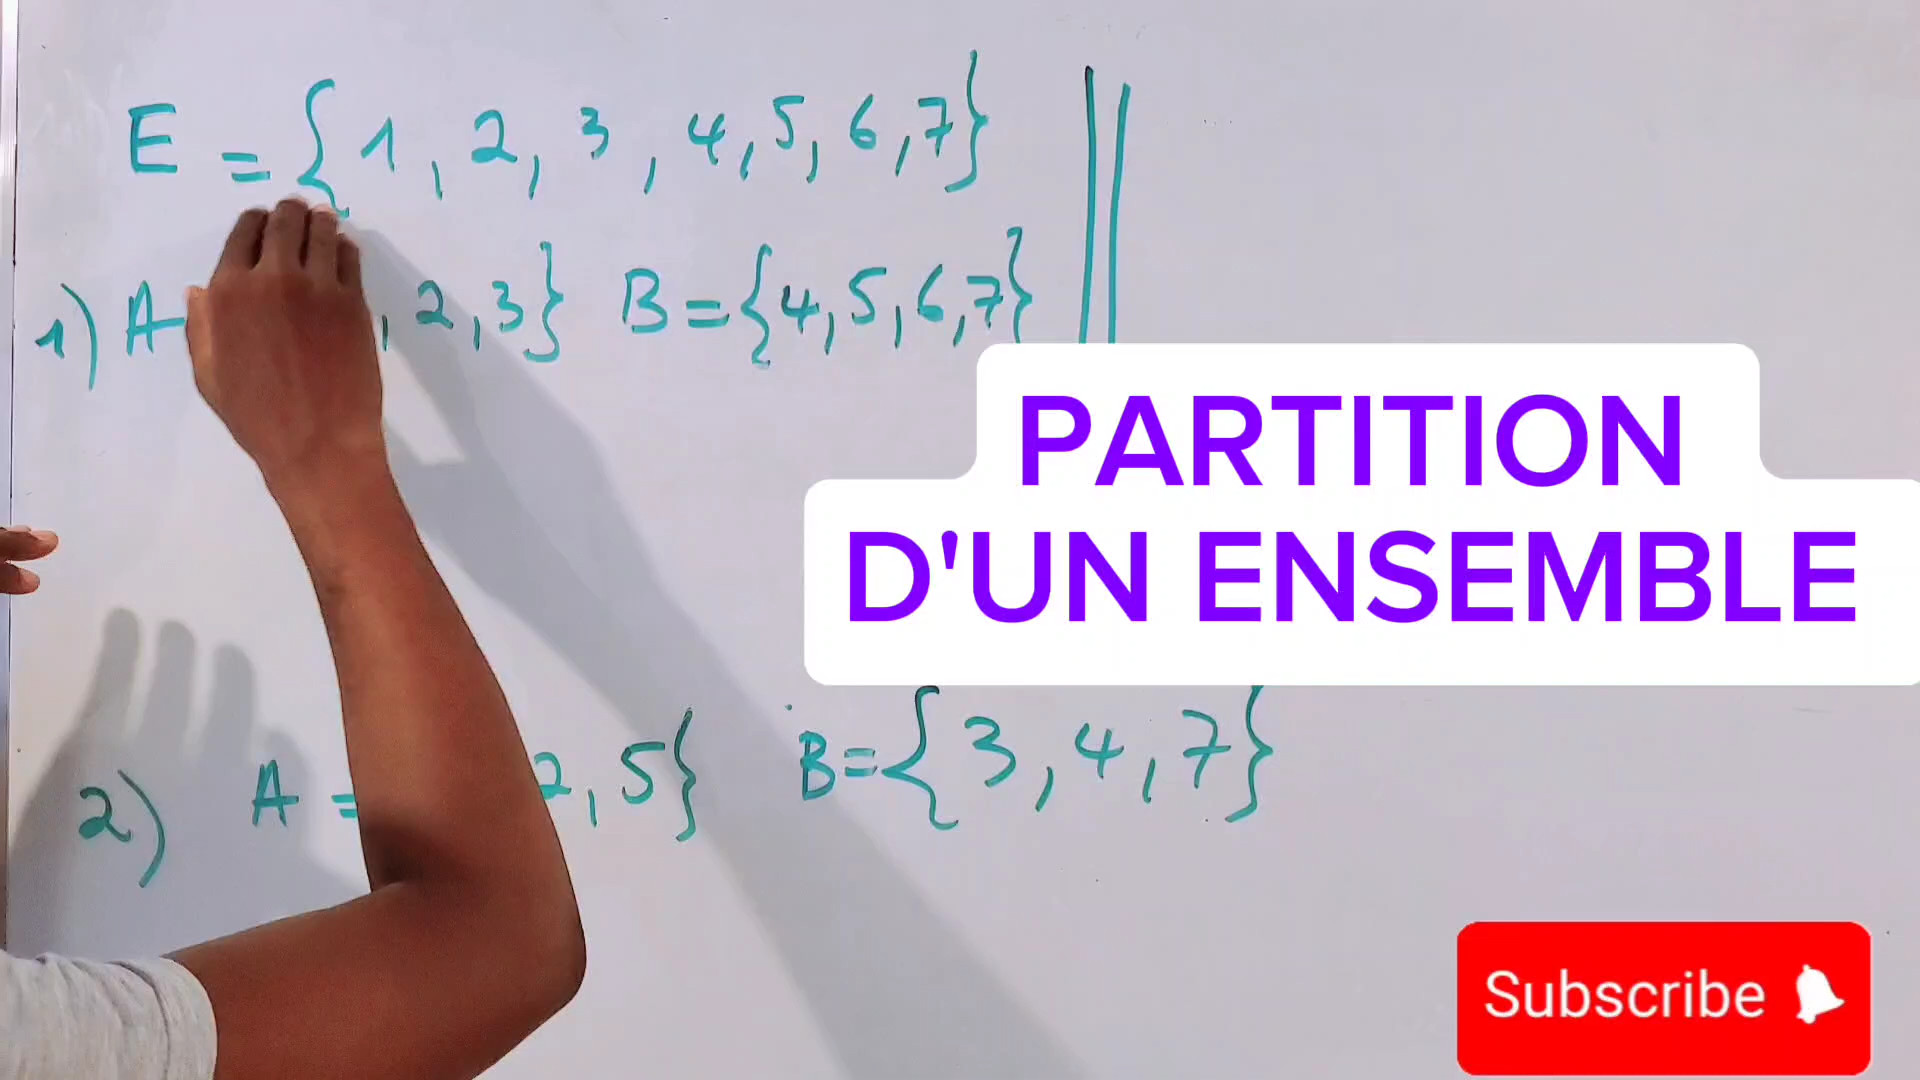 E = { 1 , 2 , 3 , 4 , 5 , 6 , 7 }
1) A , 2 , 3 } B = { 4 , 5 , 6 , 7 }
PARTITION
D'UN ENSEMBLE
2) A = 2 , 5 } B = { 3 , 4 , 7 }
Subscribe